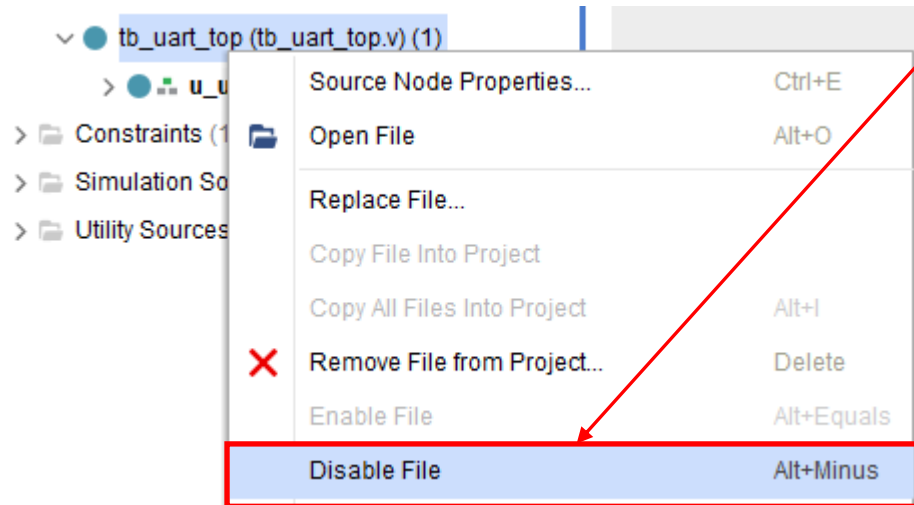 tb_uart_top (tb_uart_top.v) (1)
u_u
Constraints (1
Simulation So
Utility Sources
Source Node Properties... Ctrl+E
Open File Alt+O
Replace File...
Copy File Into Project
Copy All Files Into Project Alt+I
Remove File from Project... Delete
Enable File Alt+Equals
Disable File Alt+Minus